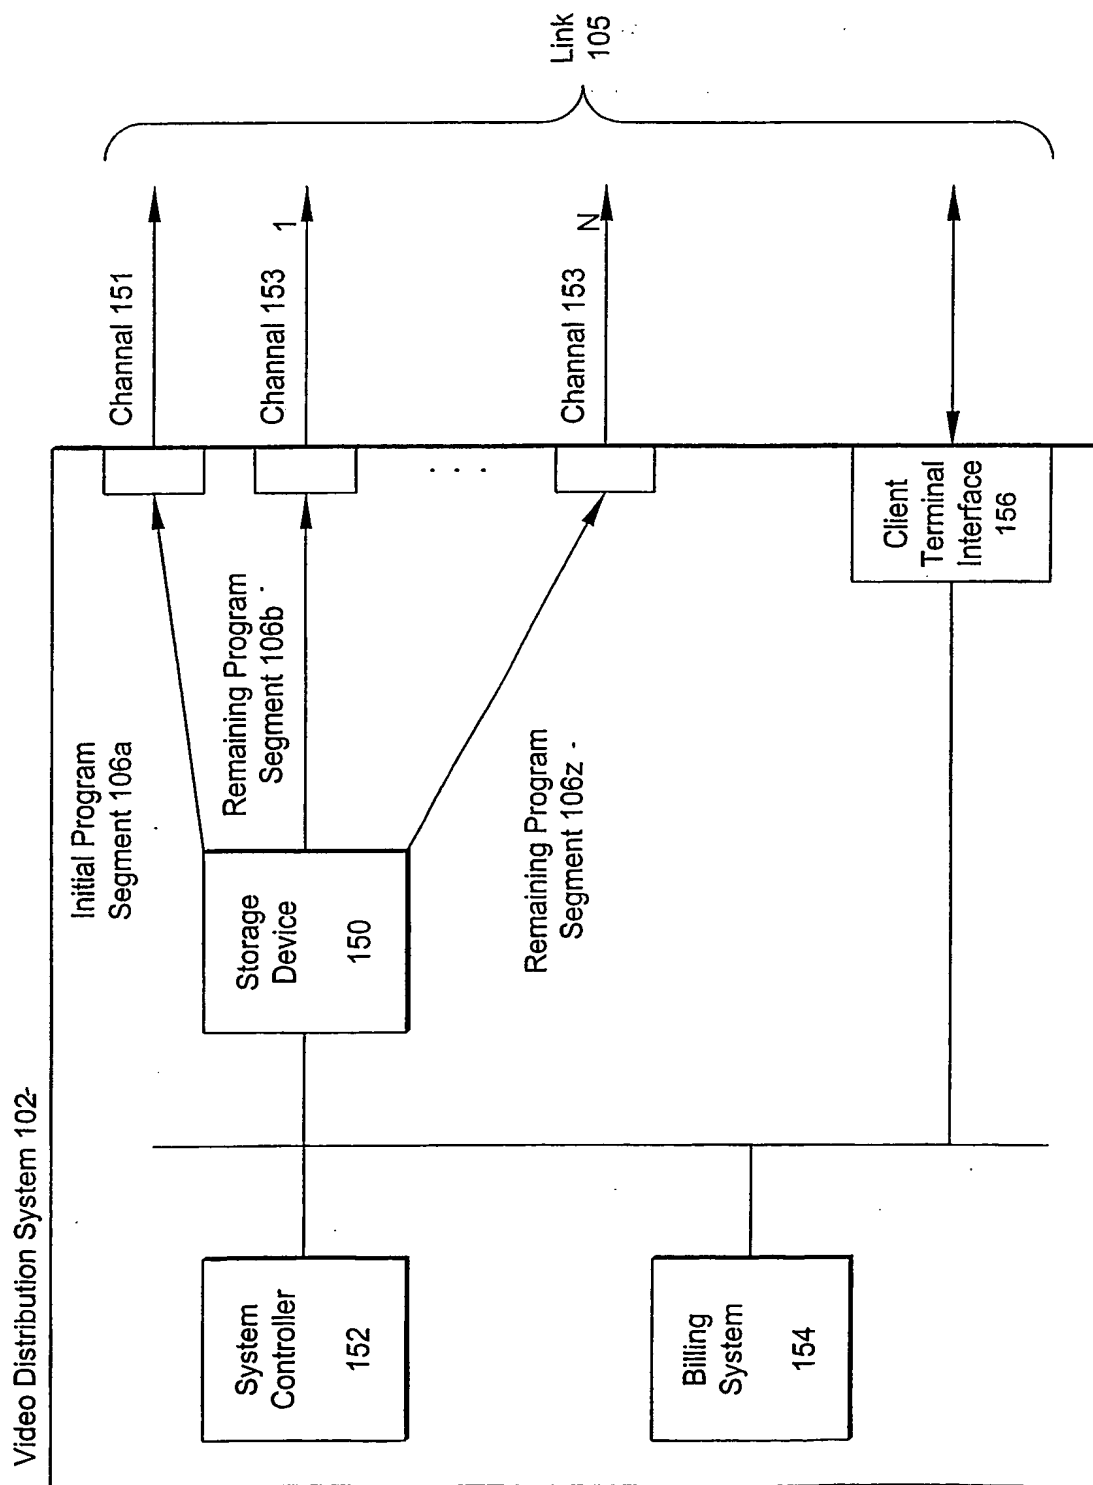 Video Distribution System 102
Initial Program
Segment 106a
Channal 151
Link
105
Remaining Program
Segment 106b
Channal 153
1
System
Controller
152
Storage
Device
150
. . .
Remaining Program
Segment 106z
Channal 153
N
Billing
System
154
Client
Terminal
Interface
156